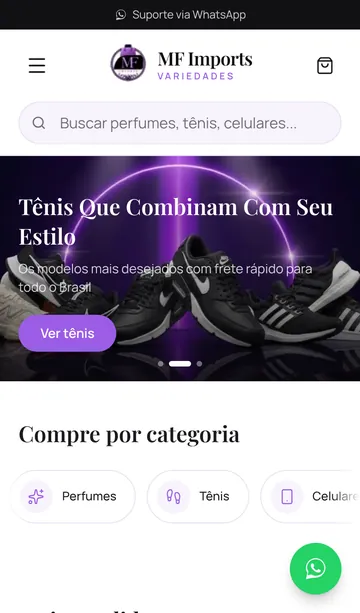 Suporte via WhatsApp
MF
MF Imports
VARIEDADES
Buscar perfumes, tênis, celulares...
Tênis Que Combinam Com Seu
Estilo
Os modelos mais desejados com frete rápido para
todo o Brasil
Ver tênis
Compre por categoria
Perfumes
Tênis
Celulare